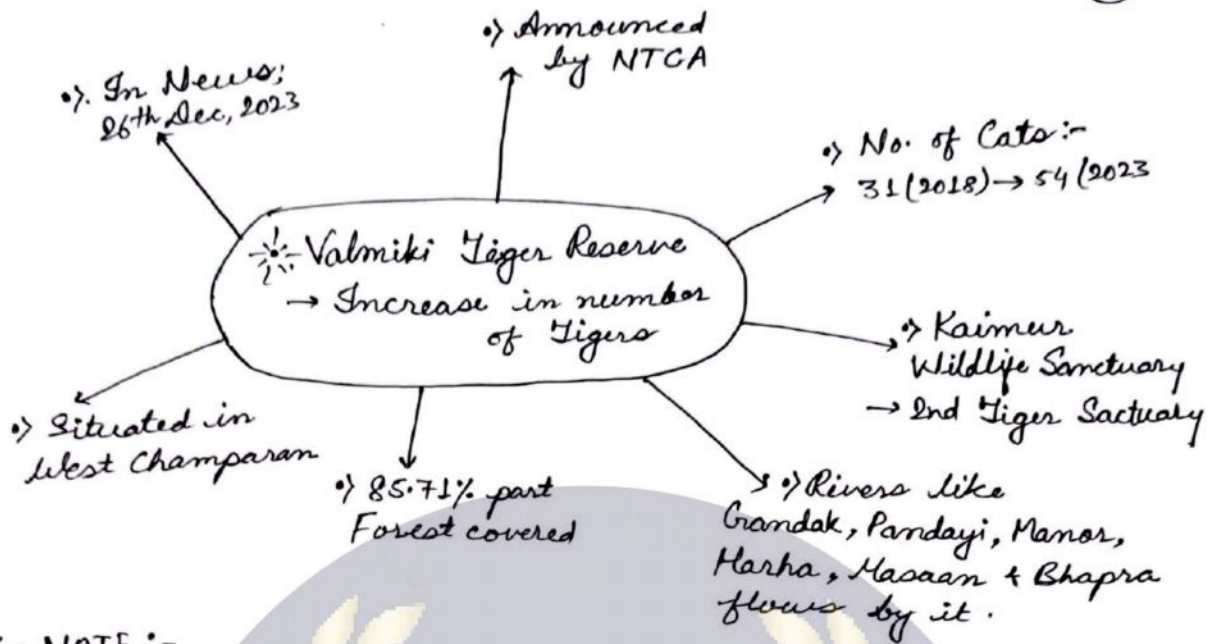 •> Announced
by NTCA
•>. In News;
26th Dec, 2023
•> No. of Cats:-
31(2018)→ 54(2023
Valmiki Tiger Reserve
→ Increase in number
of Tigers
•> Kaimur
Wildlife Sanctuary
→ 2nd Tiger Sactuary
•> Situated in
West Champaran
•> 85.71% part
Forest covered
•> Rivers like
Gandak, Pandayi, Manor,
Harha, Masaan & Bhapra
flows by it.
NOTE :-